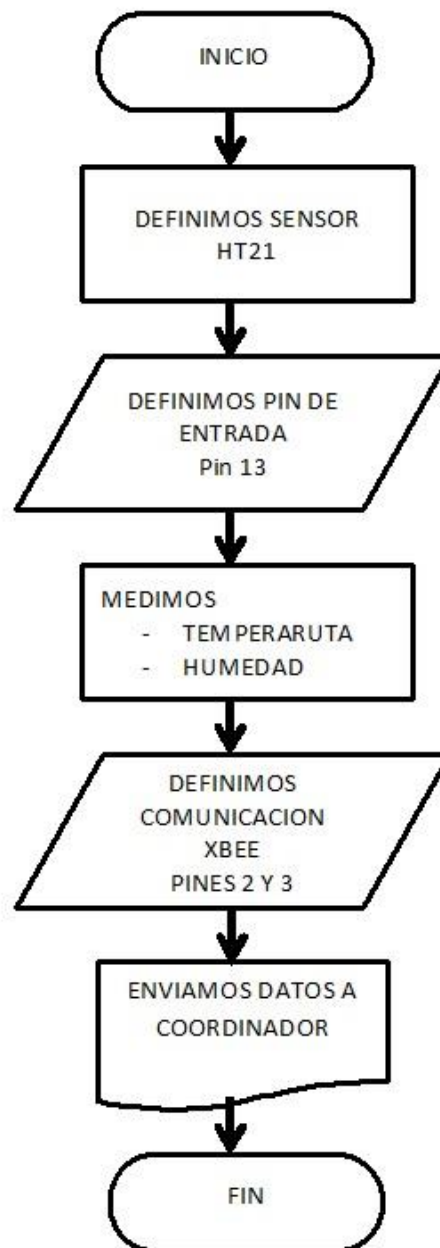 INICIO
DEFINIMOS SENSOR
HT21
DEFINIMOS PIN DE
ENTRADA
Pin 13
MEDIMOS
- TEMPERARUTA
- HUMEDAD
DEFINIMOS
COMUNICACION
XBEE
PINES 2 Y 3
ENVIAMOS DATOS A
COORDINADOR
FIN